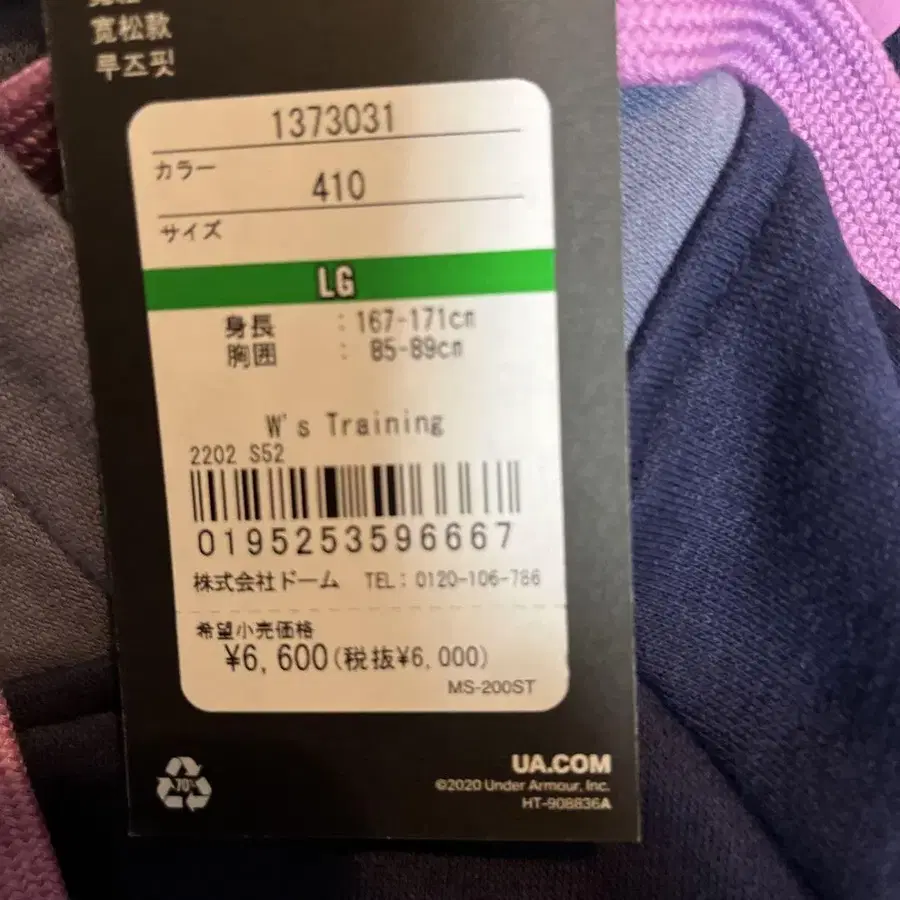 宽松款
루즈핏
1373031
カラー
410
サイズ
LG
身長 : 167-171cm
胸囲 : 85-89cm
W's Training
2202 S52
0195253596667
株式会社ドーム TEL: 0120-106-786
希望小売価格
¥6,600(税抜¥6,000)
MS-200ST
70%
UA.COM
©2020 Under Armour, Inc.
HT-908836A